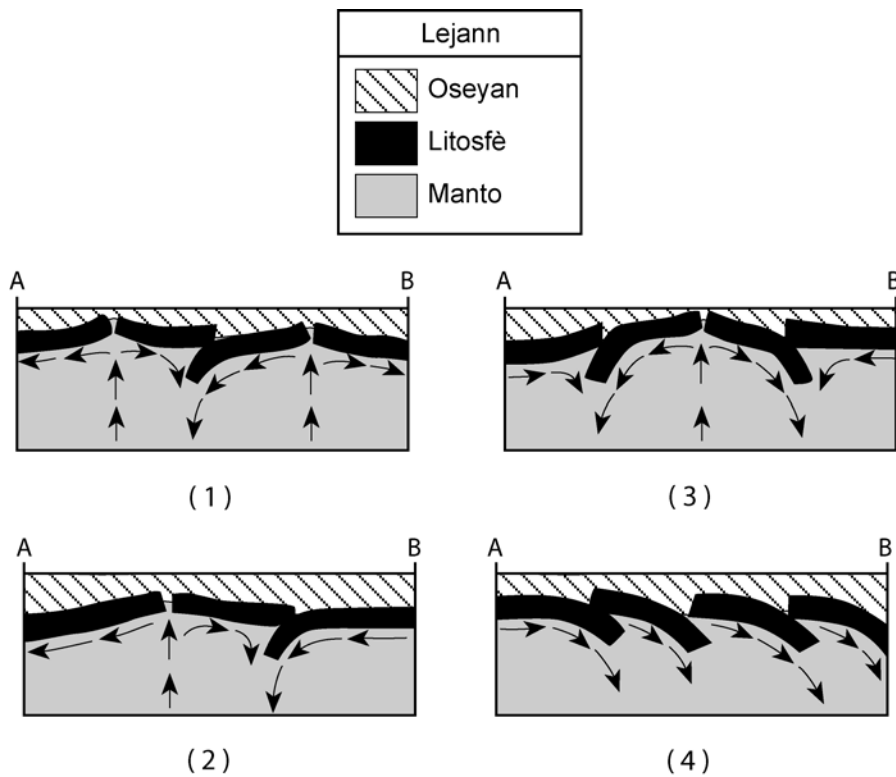 Lejann
Oseyan
Litosfè
Manto
A B
(1)
A B
(3)
A B
(2)
A B
(4)